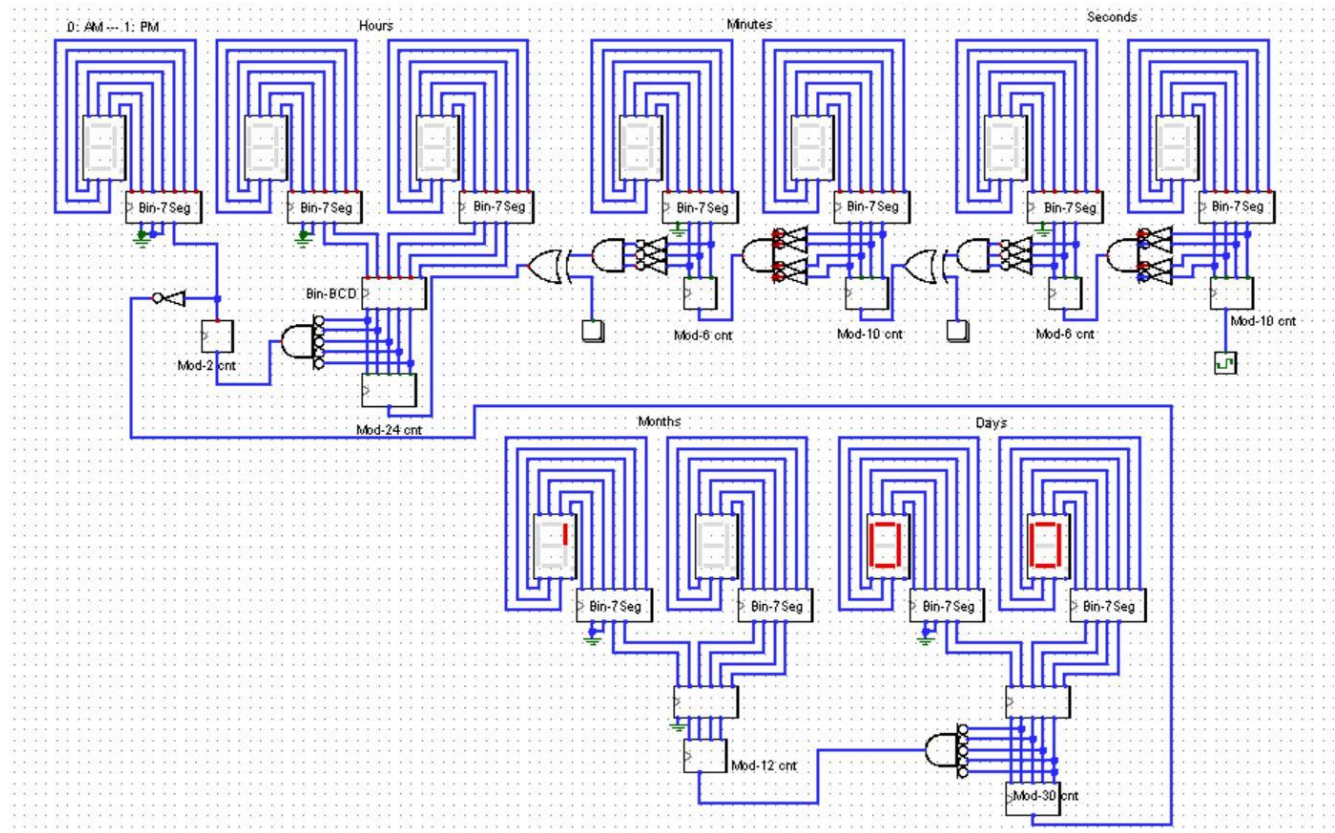 0: AM --- 1: PM
Hours
Minutes
Seconds
Bin-7Seg
Bin-7Seg
Bin-7Seg
Bin-7Seg
Bin-7Seg
Bin-7Seg
Bin-7Seg
Bin-BCD
Mod-6 cnt
Mod-10 cnt
Mod-6 cnt
Mod-10 cnt
Mod-2 cnt
Mod-24 cnt
Months
Days
Bin-7Seg
Bin-7Seg
Bin-7Seg
Bin-7Seg
Mod-12 cnt
Mod-30 cnt